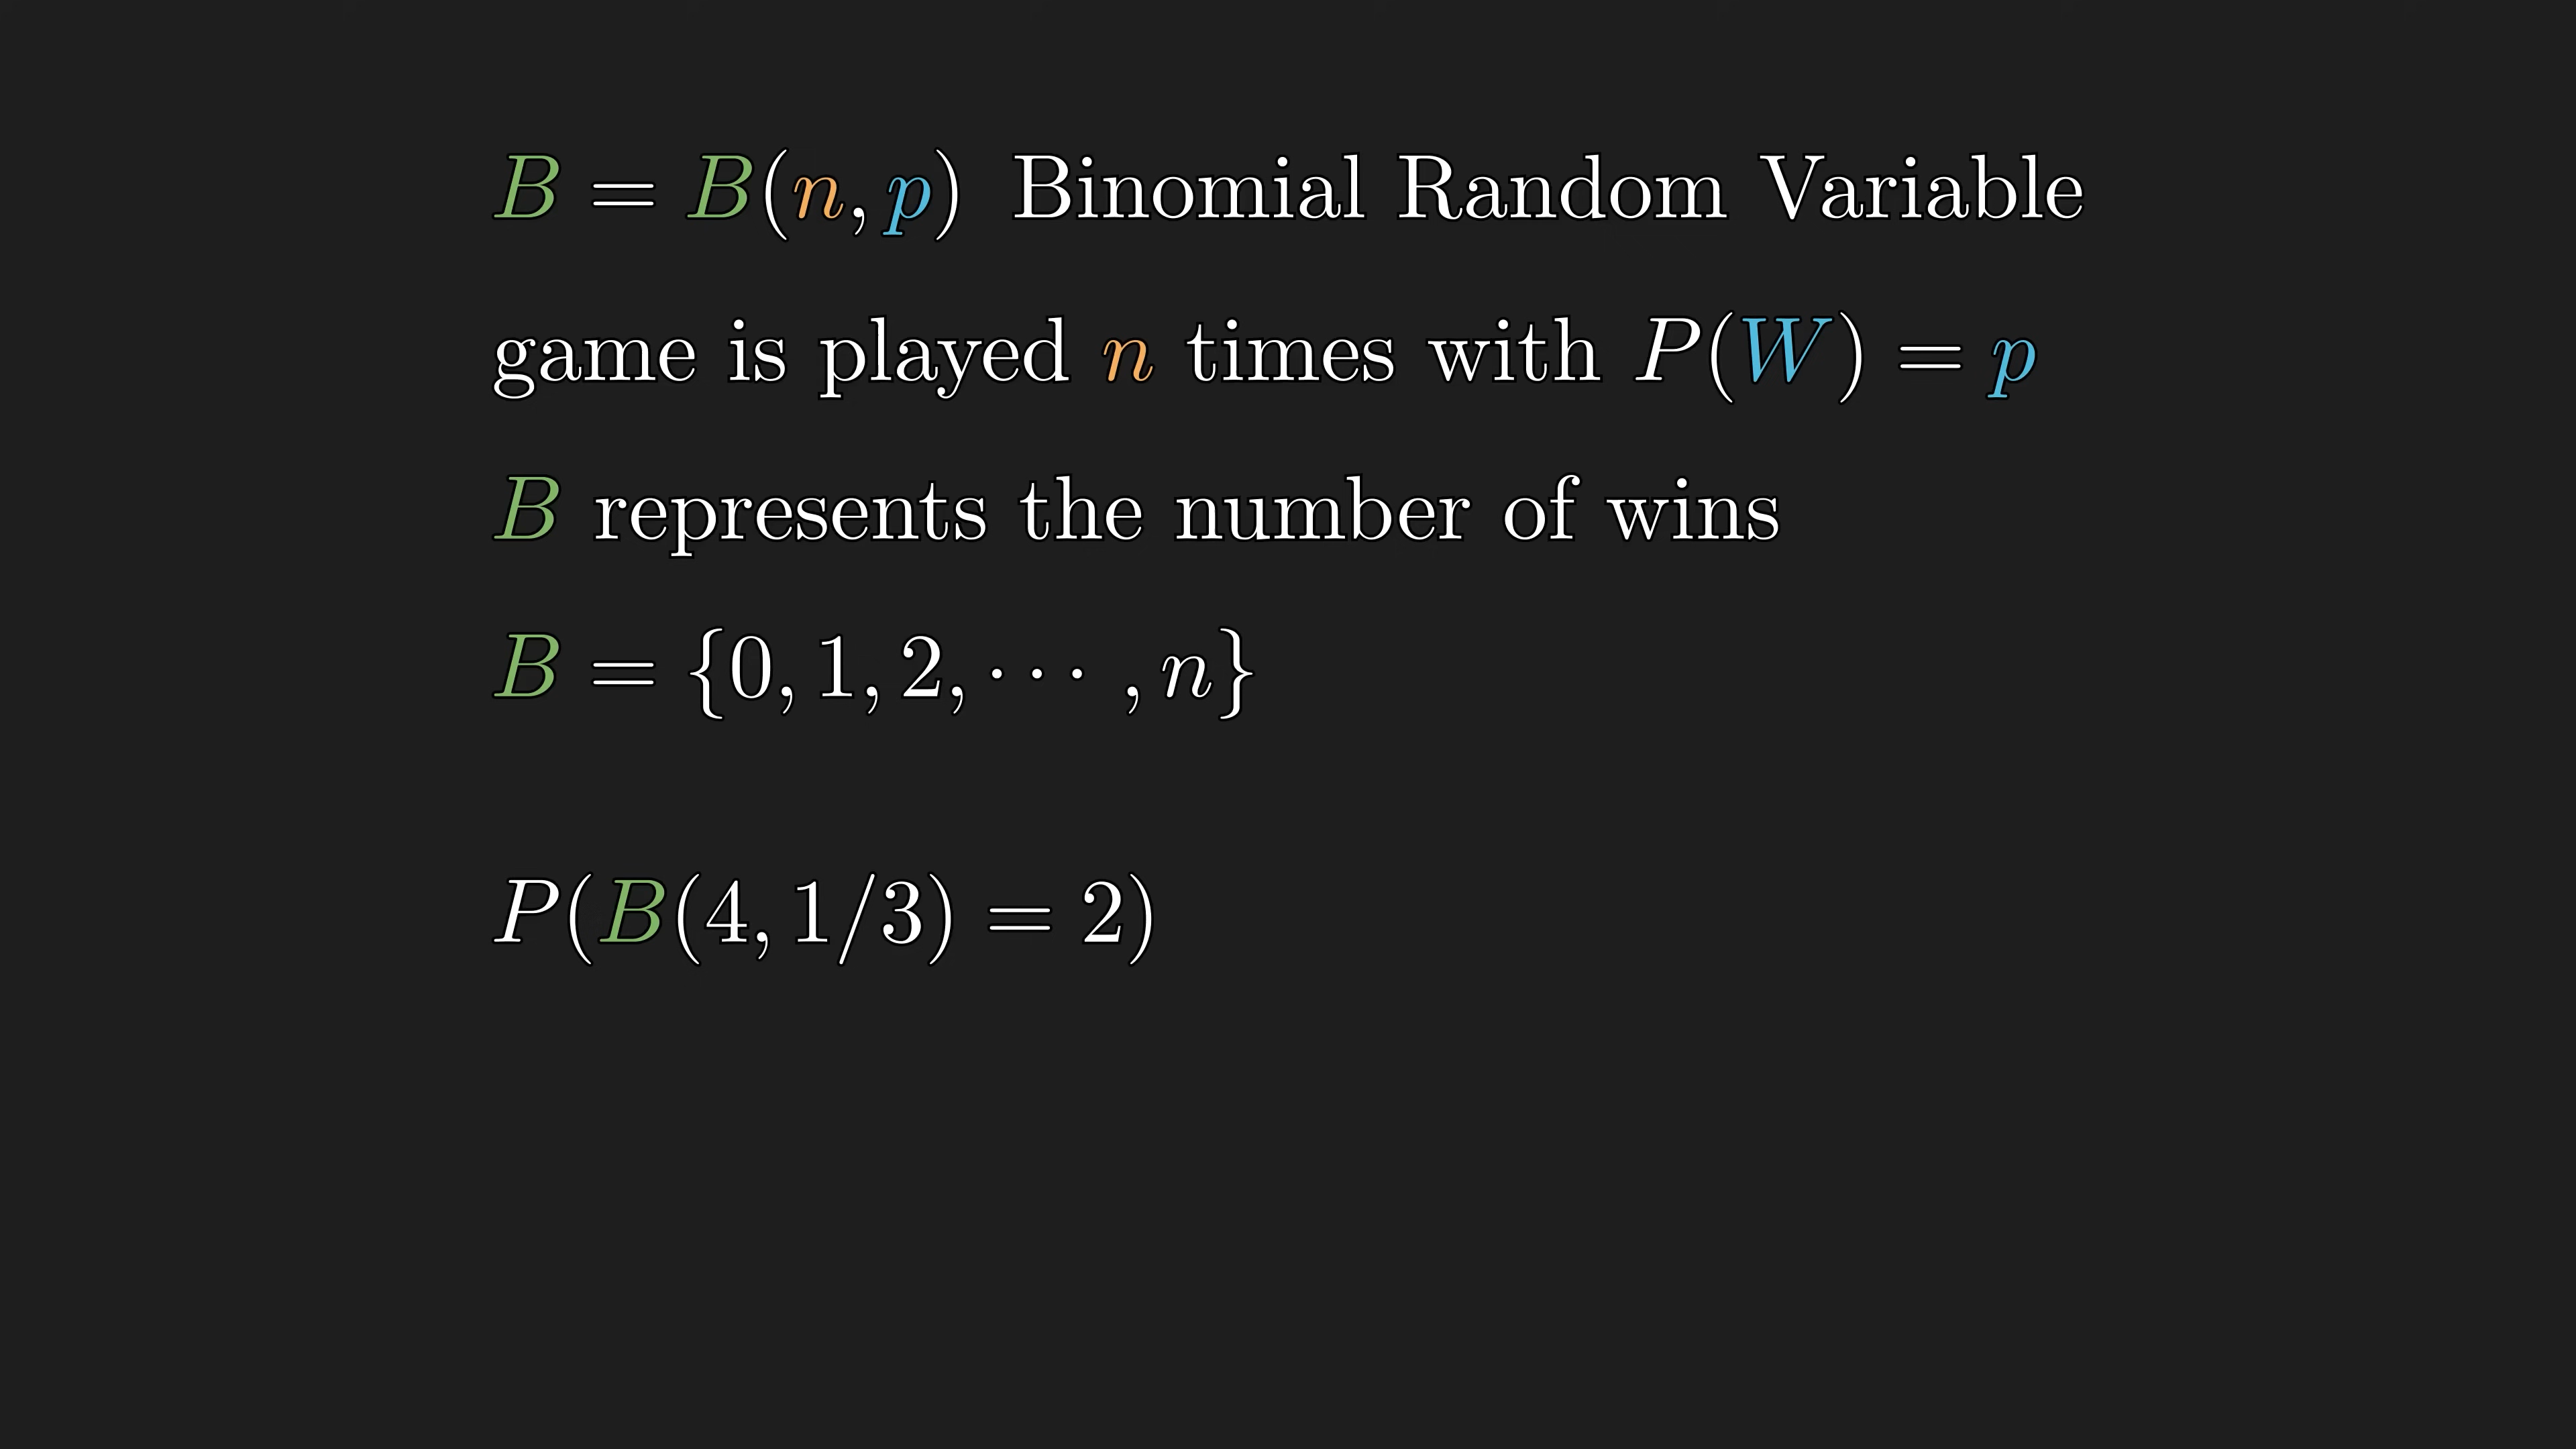 B = B(n, p) Binomial Random Variable
game is played n times with P(W) = p
B represents the number of wins
B = {0, 1, 2, ⋯ , n}
P(B(4, 1/3) = 2)